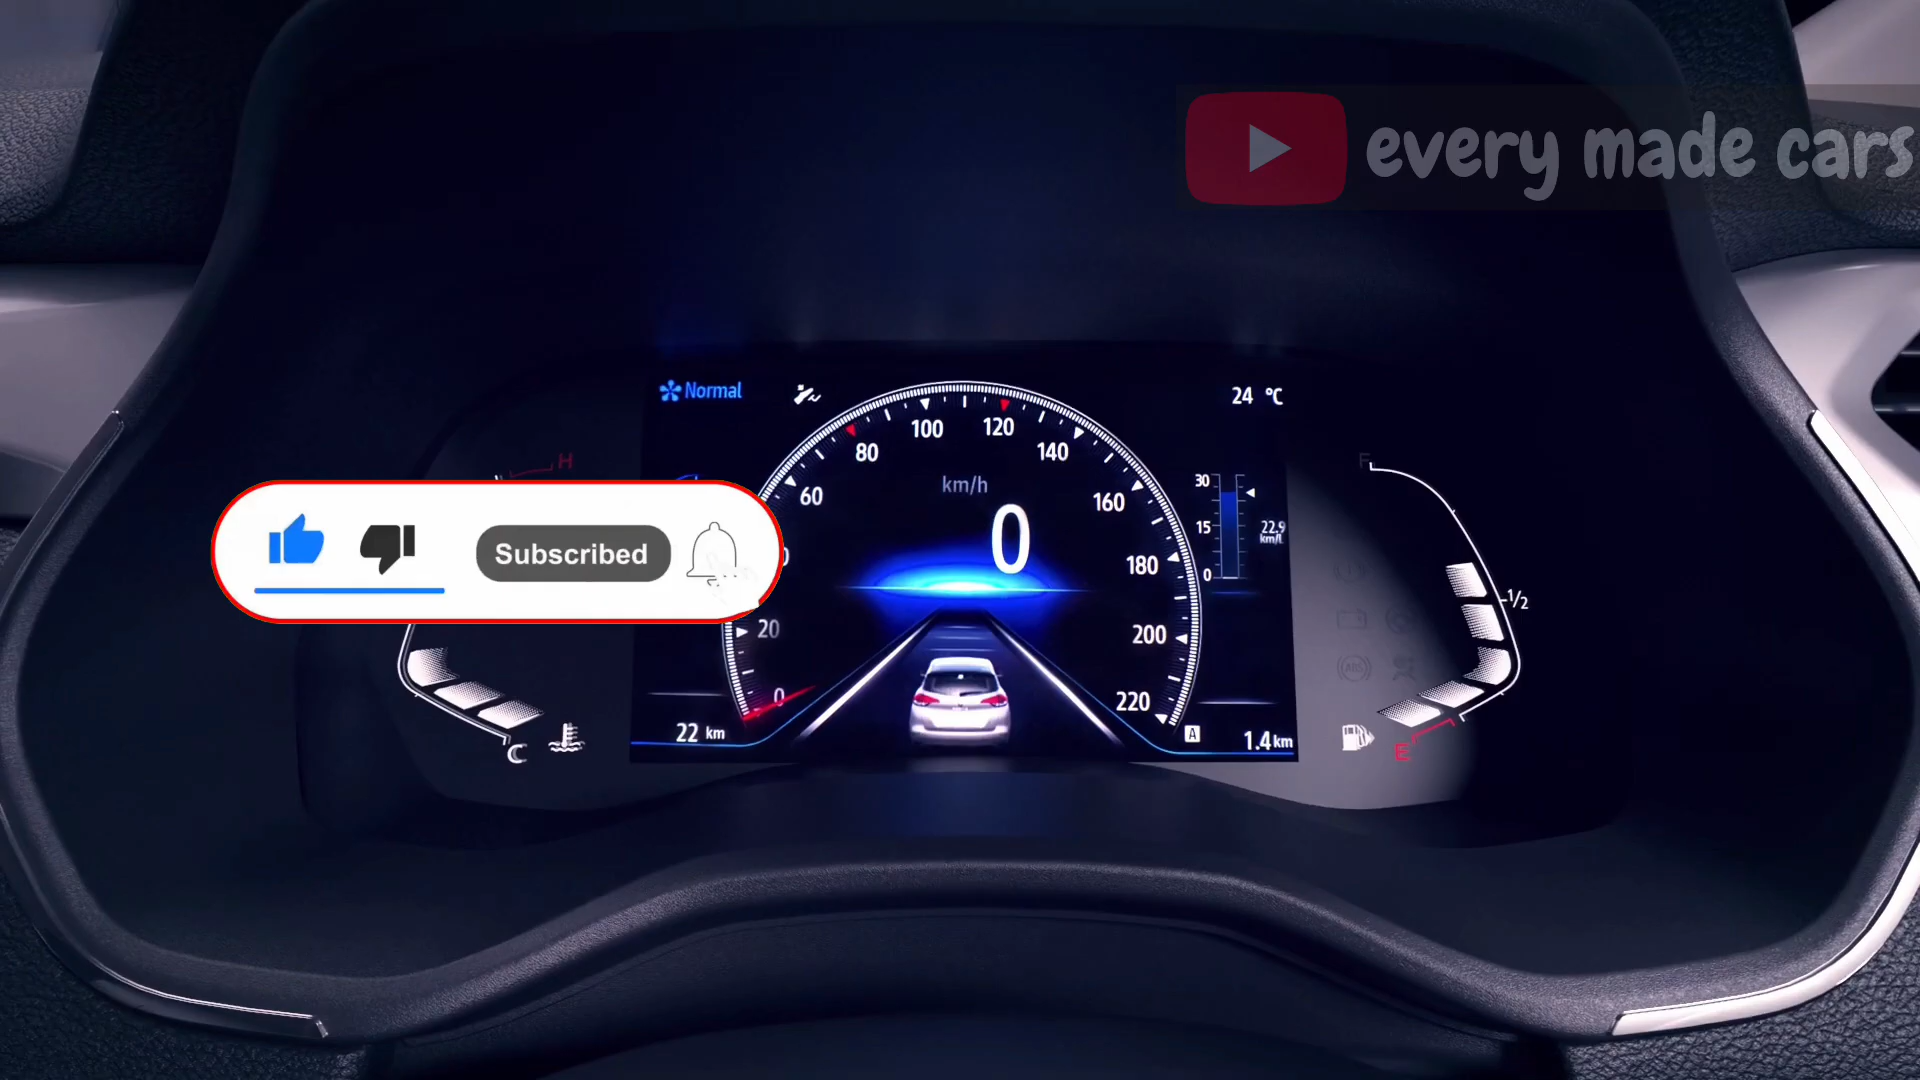 every made cars
Normal
24 °C
100
120
80
140
H
F
km/h
60
160
30
0
15
22.9
km/L
Subscribed
180
0
1/2
20
200
ABS
0
220
22 km
A
1.4 km
C
E